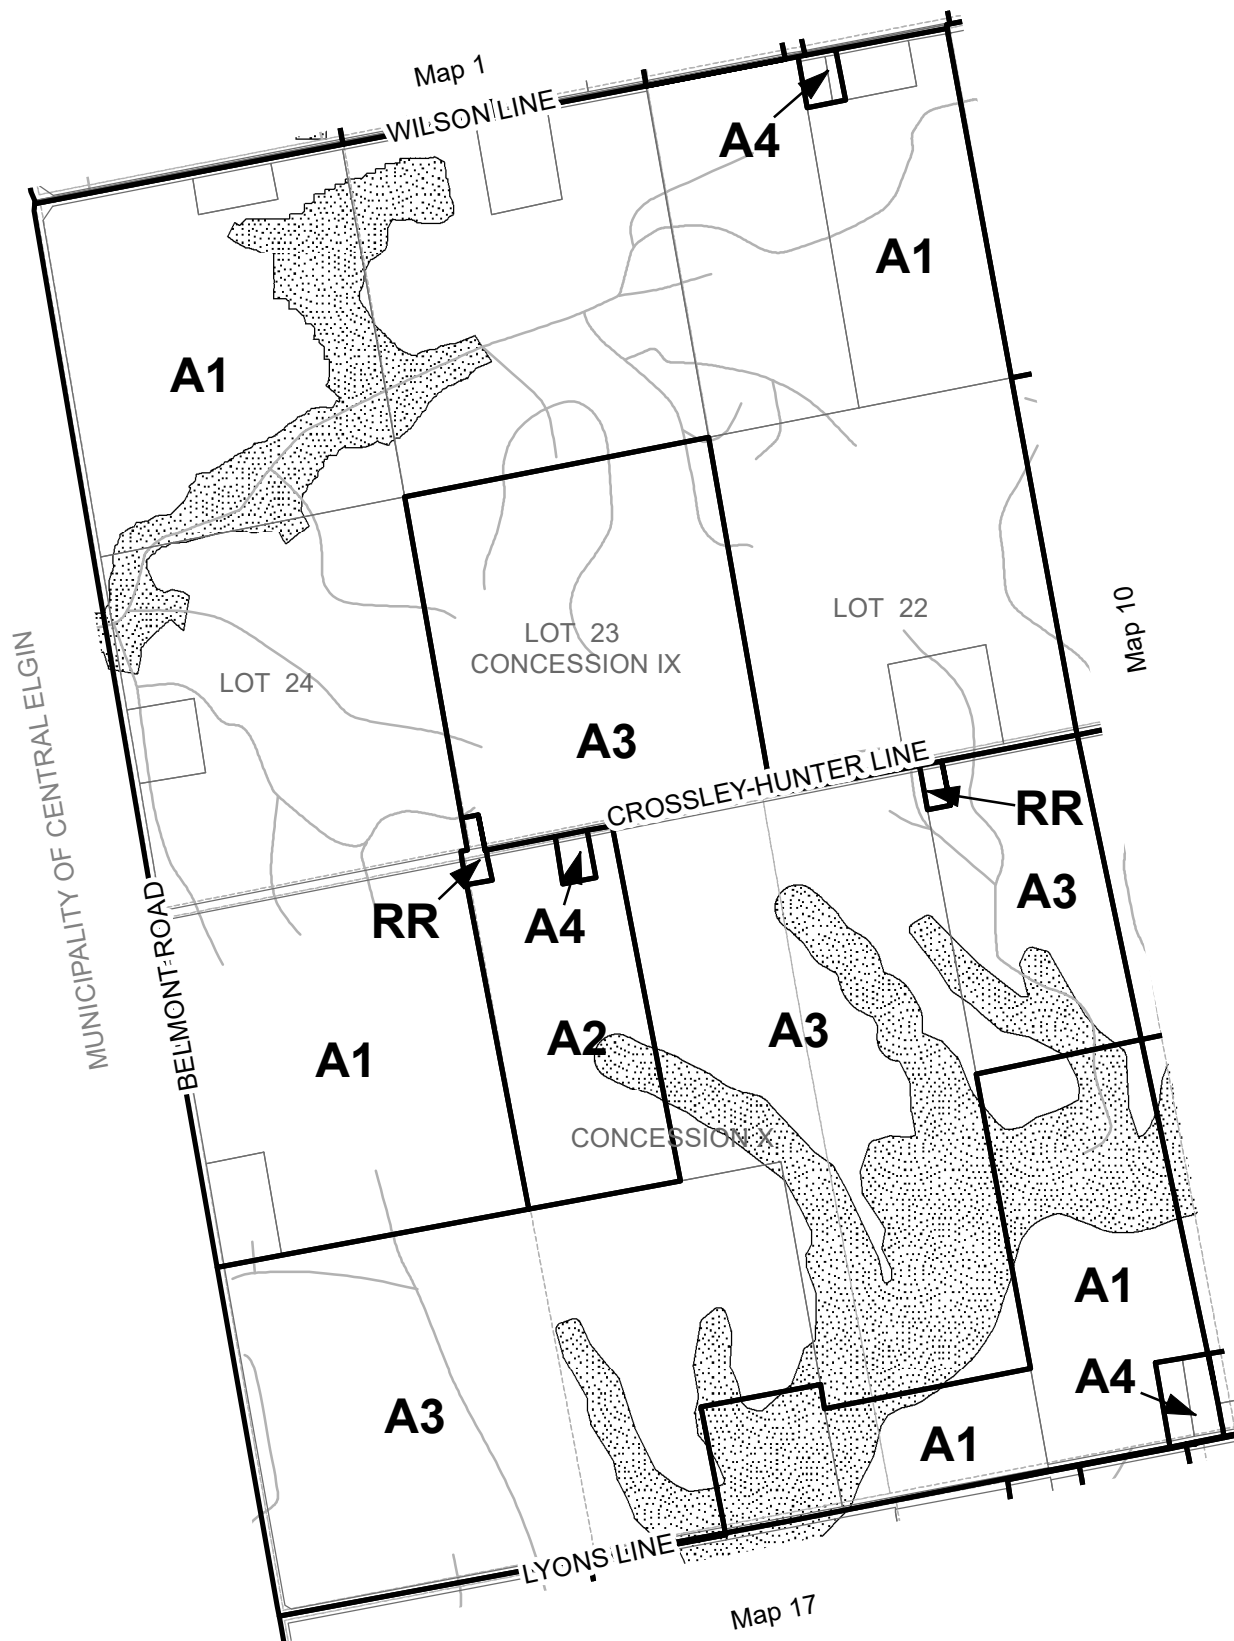 Map 1
WILSON LINE
A4
A1
A1
LOT 22
LOT 23
CONCESSION IX
Map 10
LOT 24
MUNICIPALITY OF CENTRAL ELGIN
A3
CROSSLEY-HUNTER LINE
RR
A3
RR
A4
BELMONT ROAD
A1
A2
A3
CONCESSION X
A1
A4
A3
A1
LYONS LINE
Map 17